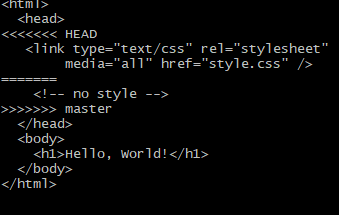 <html>
  <head>
<<<<<<< HEAD
   <link type="text/css" rel="stylesheet"
        media="all" href="style.css" />
=======
    <!-- no style -->
>>>>>>> master
  </head>
  <body>
    <h1>Hello, World!</h1>
  </body>
</html>